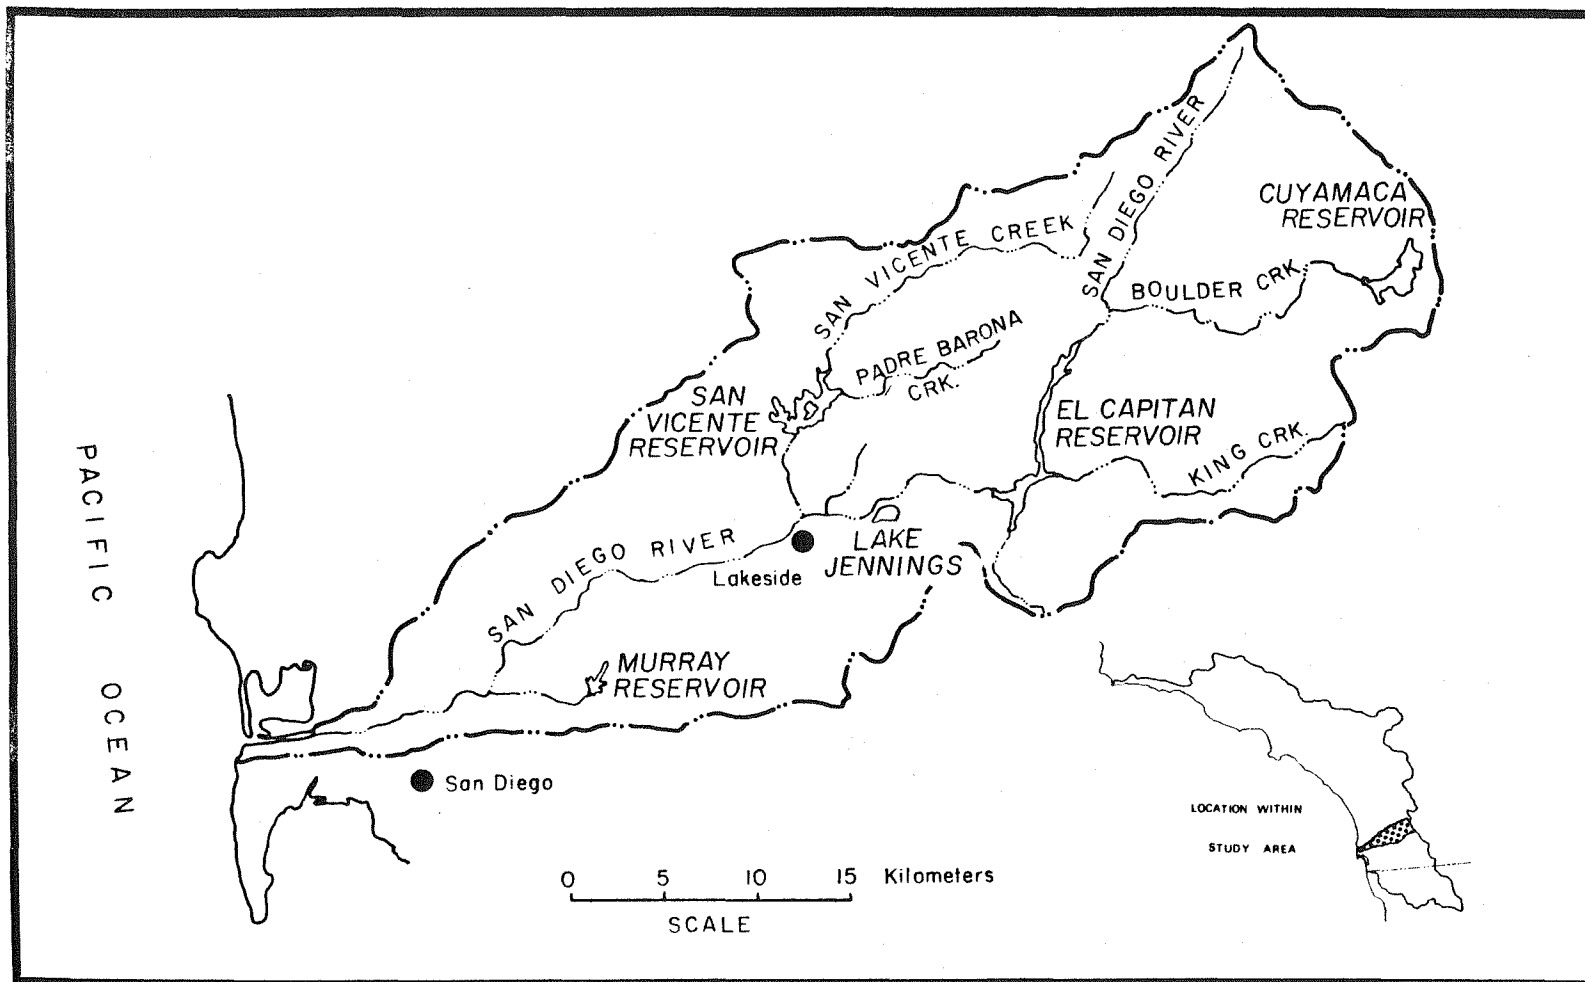 SAN DIEGO RIVER
CUYAMACA
RESERVOIR
SAN VICENTE CREEK
BOULDER CRK.
PADRE BARONA
CRK.
SAN
VICENTE
RESERVOIR
EL CAPITAN
RESERVOIR
KING CRK.
PACIFIC OCEAN
SAN DIEGO RIVER
LAKE
JENNINGS
Lakeside
MURRAY
RESERVOIR
San Diego
LOCATION WITHIN
STUDY AREA
0 5 10 15 Kilometers
SCALE